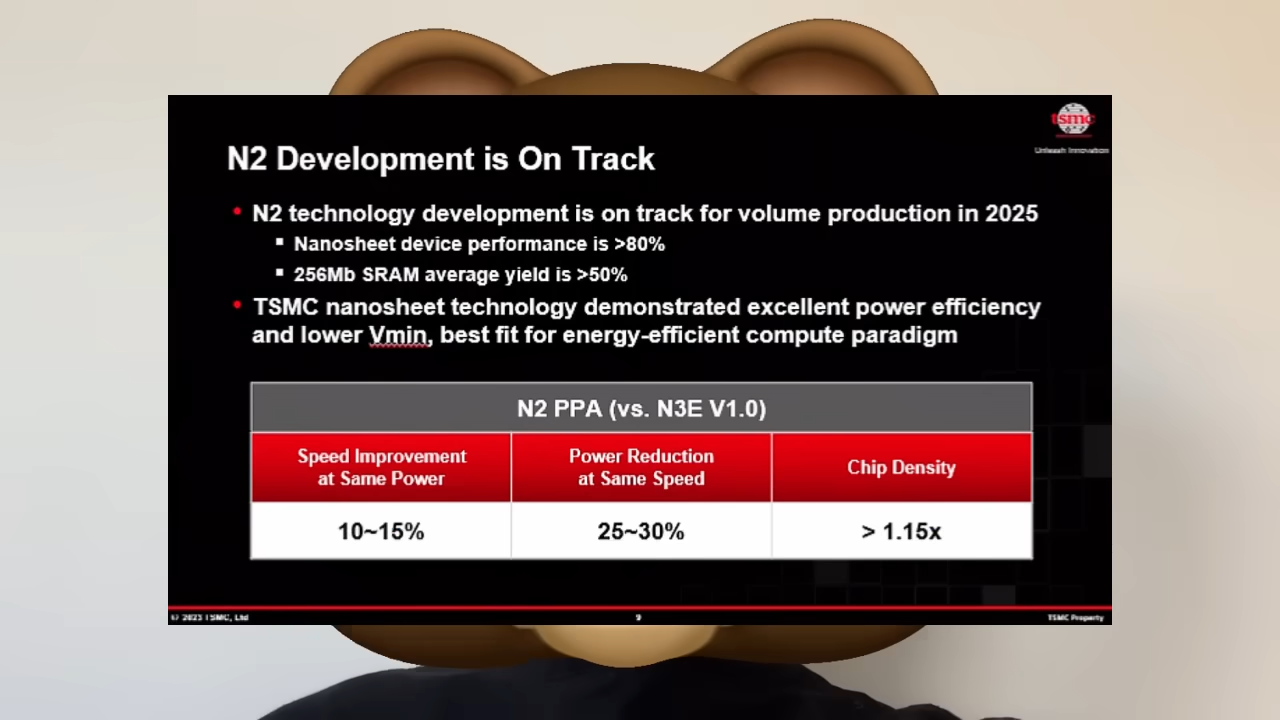 tsmc
Unleash Innovation
N2 Development is On Track
• N2 technology development is on track for volume production in 2025
▪ Nanosheet device performance is >80%
▪ 256Mb SRAM average yield is >50%
• TSMC nanosheet technology demonstrated excellent power efficiency
and lower Vmin, best fit for energy-efficient compute paradigm
N2 PPA (vs. N3E V1.0)
Speed Improvement
at Same Power
Power Reduction
at Same Speed
Chip Density
10~15%
25~30%
> 1.15x
© 2023 TSMC, Ltd
9
TSMC Property